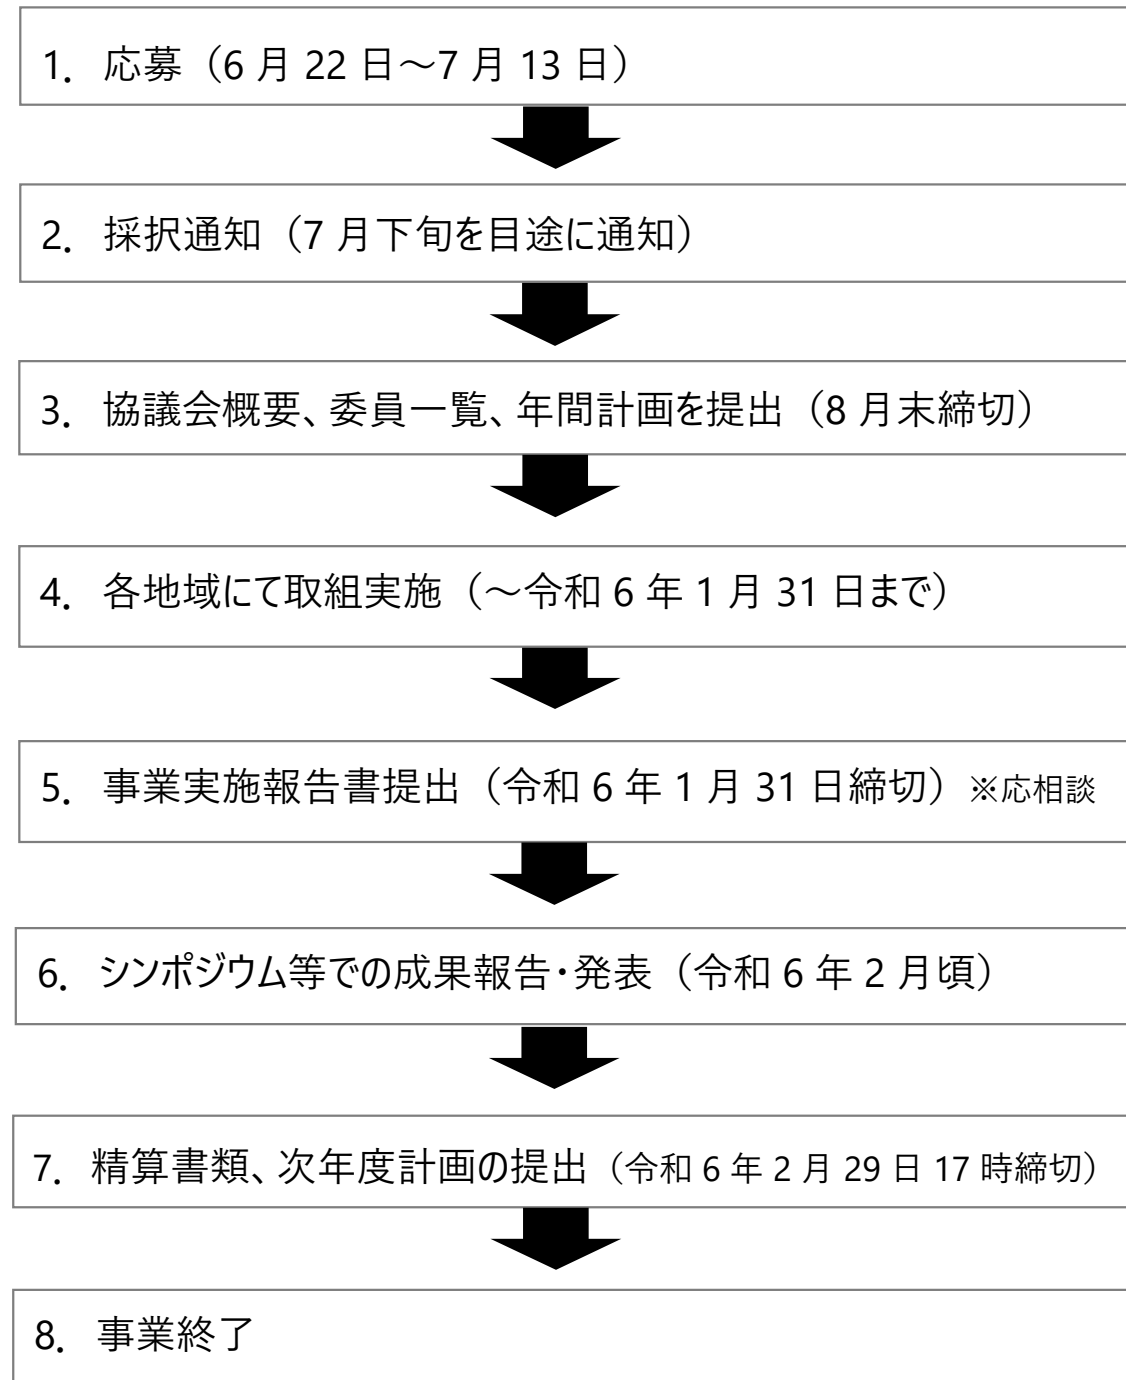 1. 応募（6 月 22 日～7 月 13 日）
2. 採択通知（7 月下旬を目途に通知）
3. 協議会概要、委員一覧、年間計画を提出（8 月末締切）
4. 各地域にて取組実施（～令和 6 年 1 月 31 日まで）
5. 事業実施報告書提出（令和 6 年 1 月 31 日締切）※応相談
6. シンポジウム等での成果報告・発表（令和 6 年 2 月頃）
7. 精算書類、次年度計画の提出（令和 6 年 2 月 29 日 17 時締切）
8. 事業終了